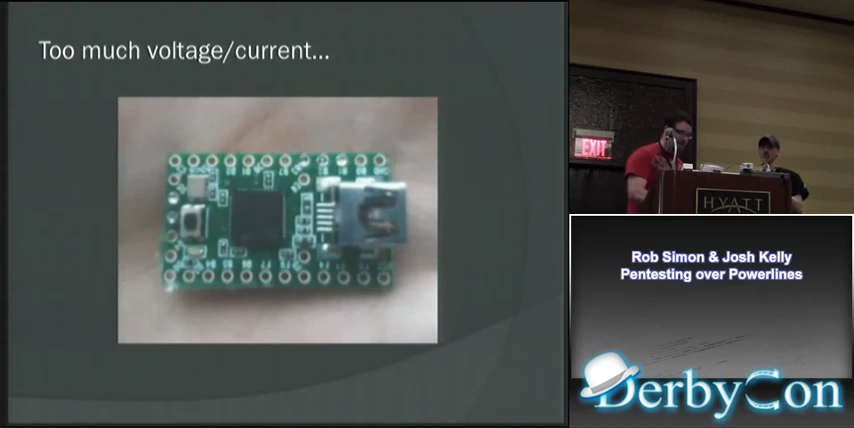 Too much voltage/current...
EXIT
HYATT
Rob Simon & Josh Kelly
Pentesting over Powerlines
DerbyCon